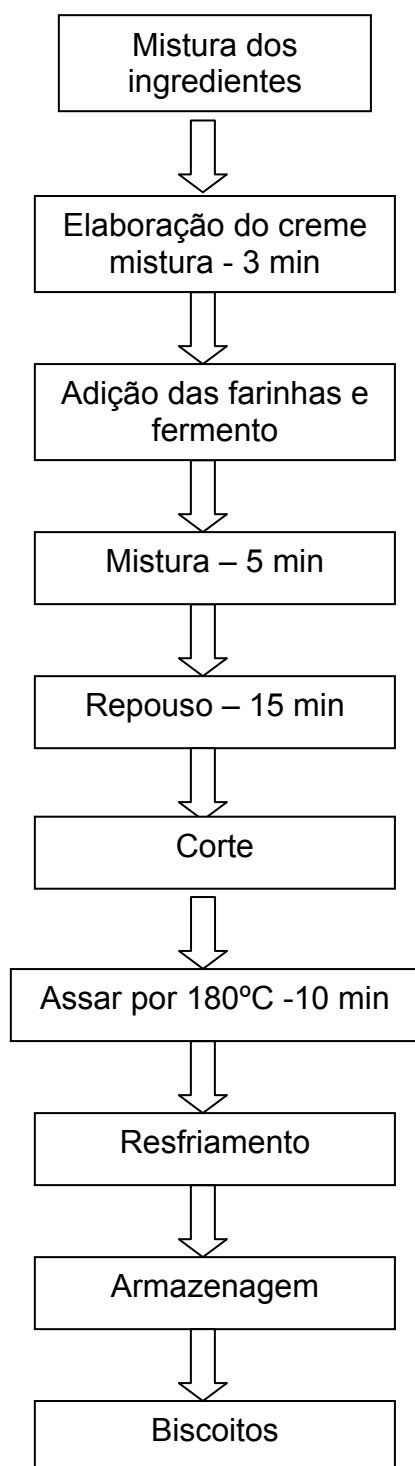 Mistura dos
ingredientes
Elaboração do creme
mistura - 3 min
Adição das farinhas e
fermento
Mistura – 5 min
Repouso – 15 min
Corte
Assar por 180ºC -10 min
Resfriamento
Armazenagem
Biscoitos